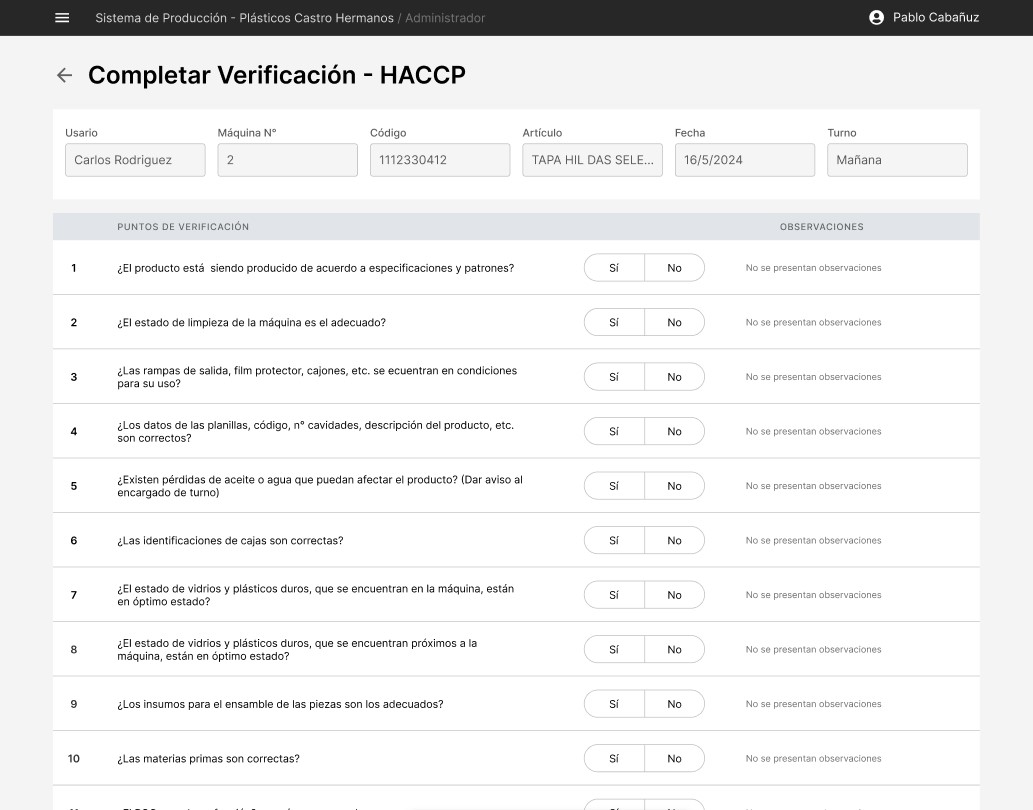 Sistema de Producción - Plásticos Castro Hermanos / Administrador
Pablo Cabañuz
Completar Verificación - HACCP
Usario
Máquina N°
Código
Artículo
Fecha
Turno
Carlos Rodriguez
2
1112330412
TAPA HIL DAS SELE...
16/5/2024
Mañana
PUNTOS DE VERIFICACIÓN
OBSERVACIONES
1
¿El producto está  siendo producido de acuerdo a especificaciones y patrones?
Sí
No
No se presentan observaciones
2
¿El estado de limpieza de la máquina es el adecuado?
Sí
No
No se presentan observaciones
3
¿Las rampas de salida, film protector, cajones, etc. se ecuentran en condiciones
para su uso?
Sí
No
No se presentan observaciones
4
¿Los datos de las planillas, código, n° cavidades, descripción del producto, etc.
son correctos?
Sí
No
No se presentan observaciones
5
¿Existen pérdidas de aceite o agua que puedan afectar el producto? (Dar aviso al
encargado de turno)
Sí
No
No se presentan observaciones
6
¿Las identificaciones de cajas son correctas?
Sí
No
No se presentan observaciones
7
¿El estado de vidrios y plásticos duros, que se encuentran en la máquina, están
en óptimo estado?
Sí
No
No se presentan observaciones
8
¿El estado de vidrios y plásticos duros, que se encuentran próximos a la
máquina, están en óptimo estado?
Sí
No
No se presentan observaciones
9
¿Los insumos para el ensamble de las piezas son los adecuados?
Sí
No
No se presentan observaciones
10
¿Las materias primas son correctas?
Sí
No
No se presentan observaciones